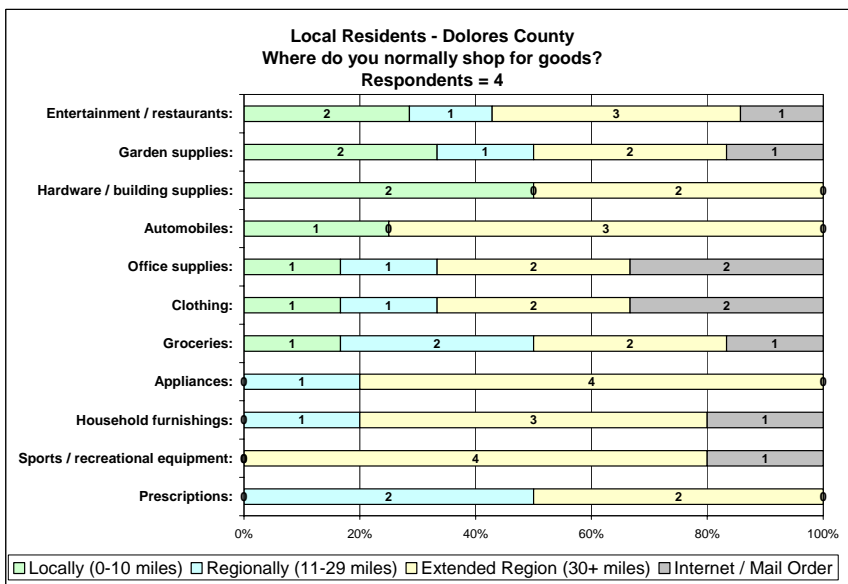 Local Residents - Dolores County
Where do you normally shop for goods?
Respondents = 4
Entertainment / restaurants: 2 1 3 1
Garden supplies: 2 1 2 1
Hardware / building supplies: 2 0 2 0
Automobiles: 1 0 3 0
Office supplies: 1 1 2 2
Clothing: 1 1 2 2
Groceries: 1 2 2 1
Appliances: 0 1 4 0
Household furnishings: 0 1 3 1
Sports / recreational equipment: 0 0 4 1
Prescriptions: 0 2 2 0
0% 20% 40% 60% 80% 100%
Locally (0-10 miles) Regionally (11-29 miles) Extended Region (30+ miles) Internet / Mail Order